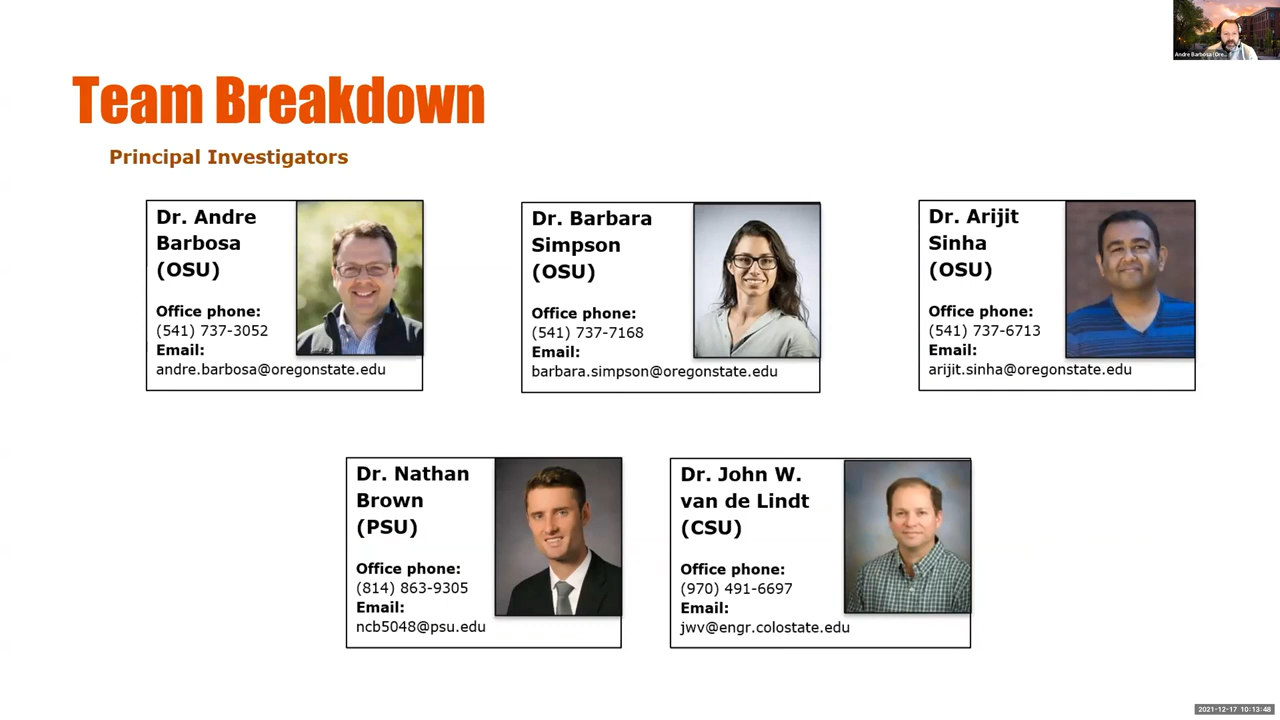 Andre Barbosa (Ore...
Team Breakdown
Principal Investigators
Dr. Andre
Barbosa
(OSU)
Office phone:
(541) 737-3052
Email:
andre.barbosa@oregonstate.edu
Dr. Barbara
Simpson
(OSU)
Office phone:
(541) 737-7168
Email:
barbara.simpson@oregonstate.edu
Dr. Arijit
Sinha
(OSU)
Office phone:
(541) 737-6713
Email:
arijit.sinha@oregonstate.edu
Dr. Nathan
Brown
(PSU)
Office phone:
(814) 863-9305
Email:
ncb5048@psu.edu
Dr. John W.
van de Lindt
(CSU)
Office phone:
(970) 491-6697
Email:
jwv@engr.colostate.edu
2021-12-17 10:13:48